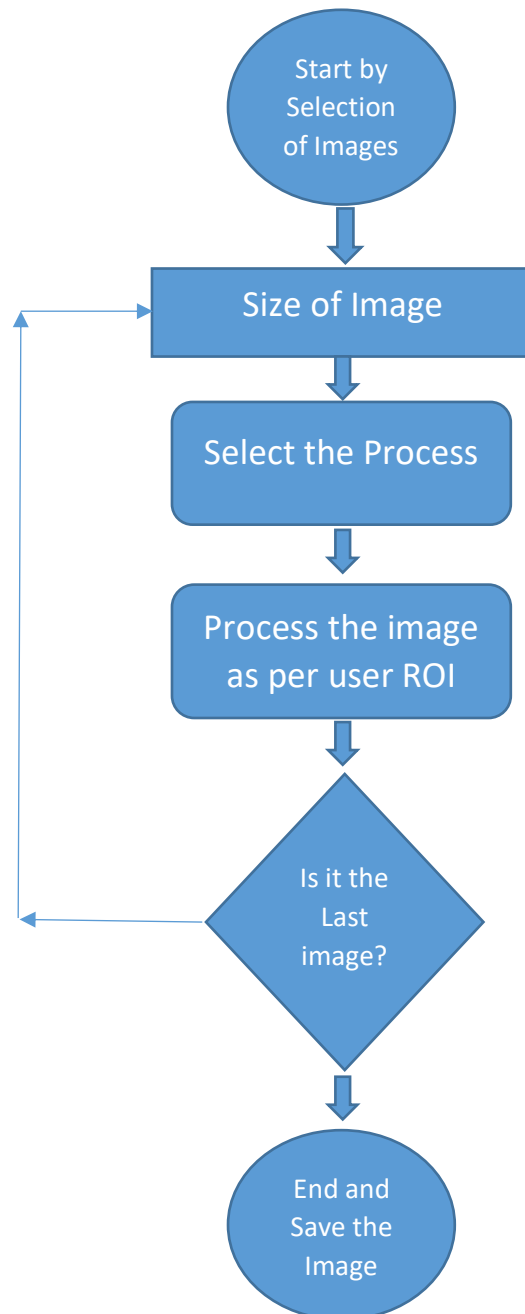 Start by
Selection
of Images
Size of Image
Select the Process
Process the image
as per user ROI
Is it the
Last
image?
End and
Save the
Image